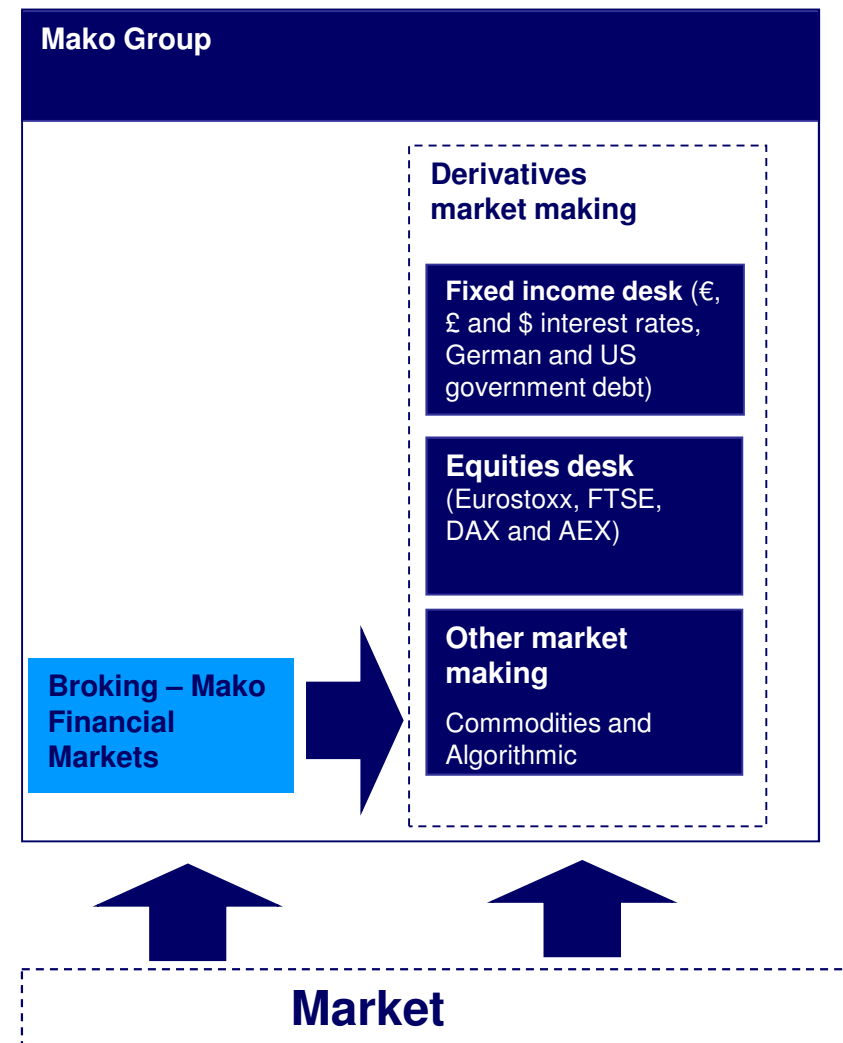 Mako Group
Derivatives
market making
Fixed income desk (€,
£ and $ interest rates,
German and US
government debt)
Equities desk
(Eurostoxx, FTSE,
DAX and AEX)
Other market
making
Commodities and
Algorithmic
Broking – Mako
Financial
Markets
Market